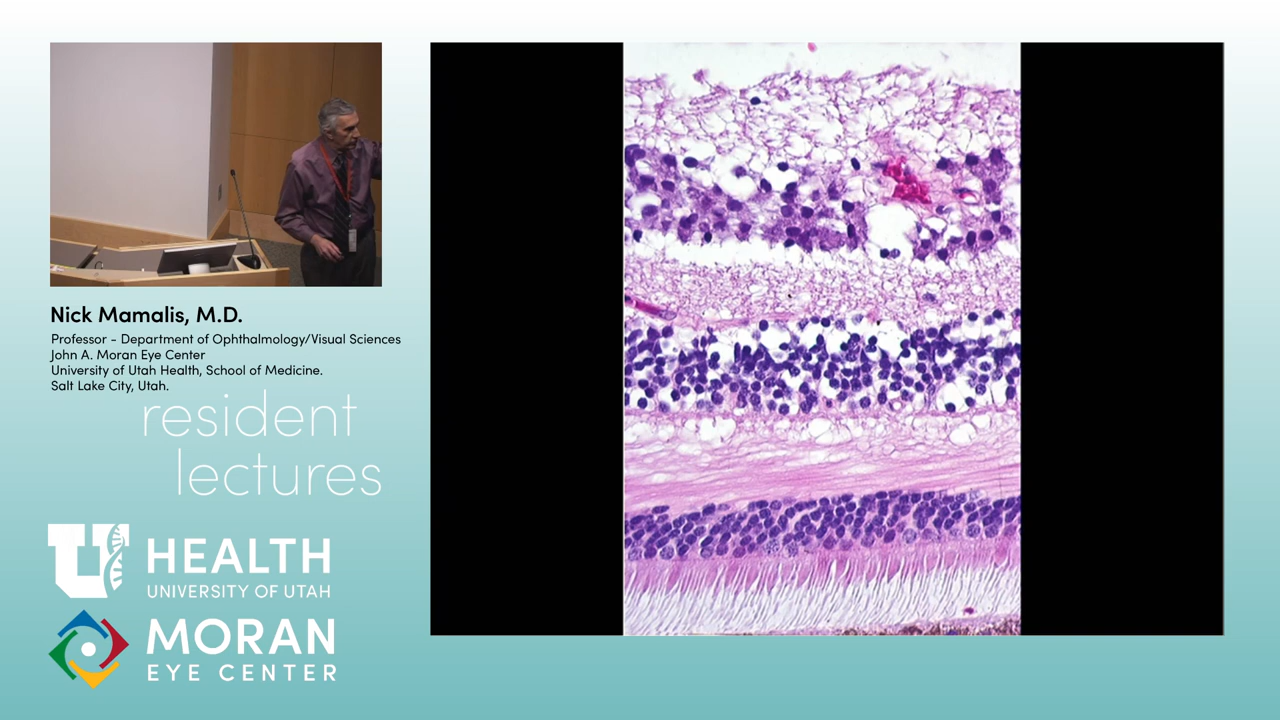 Nick Mamalis, M.D.
Professor - Department of Ophthalmology/Visual Sciences
John A. Moran Eye Center
University of Utah Health, School of Medicine.
Salt Lake City, Utah.
resident
lectures
U HEALTH
UNIVERSITY OF UTAH
MORAN
EYE CENTER